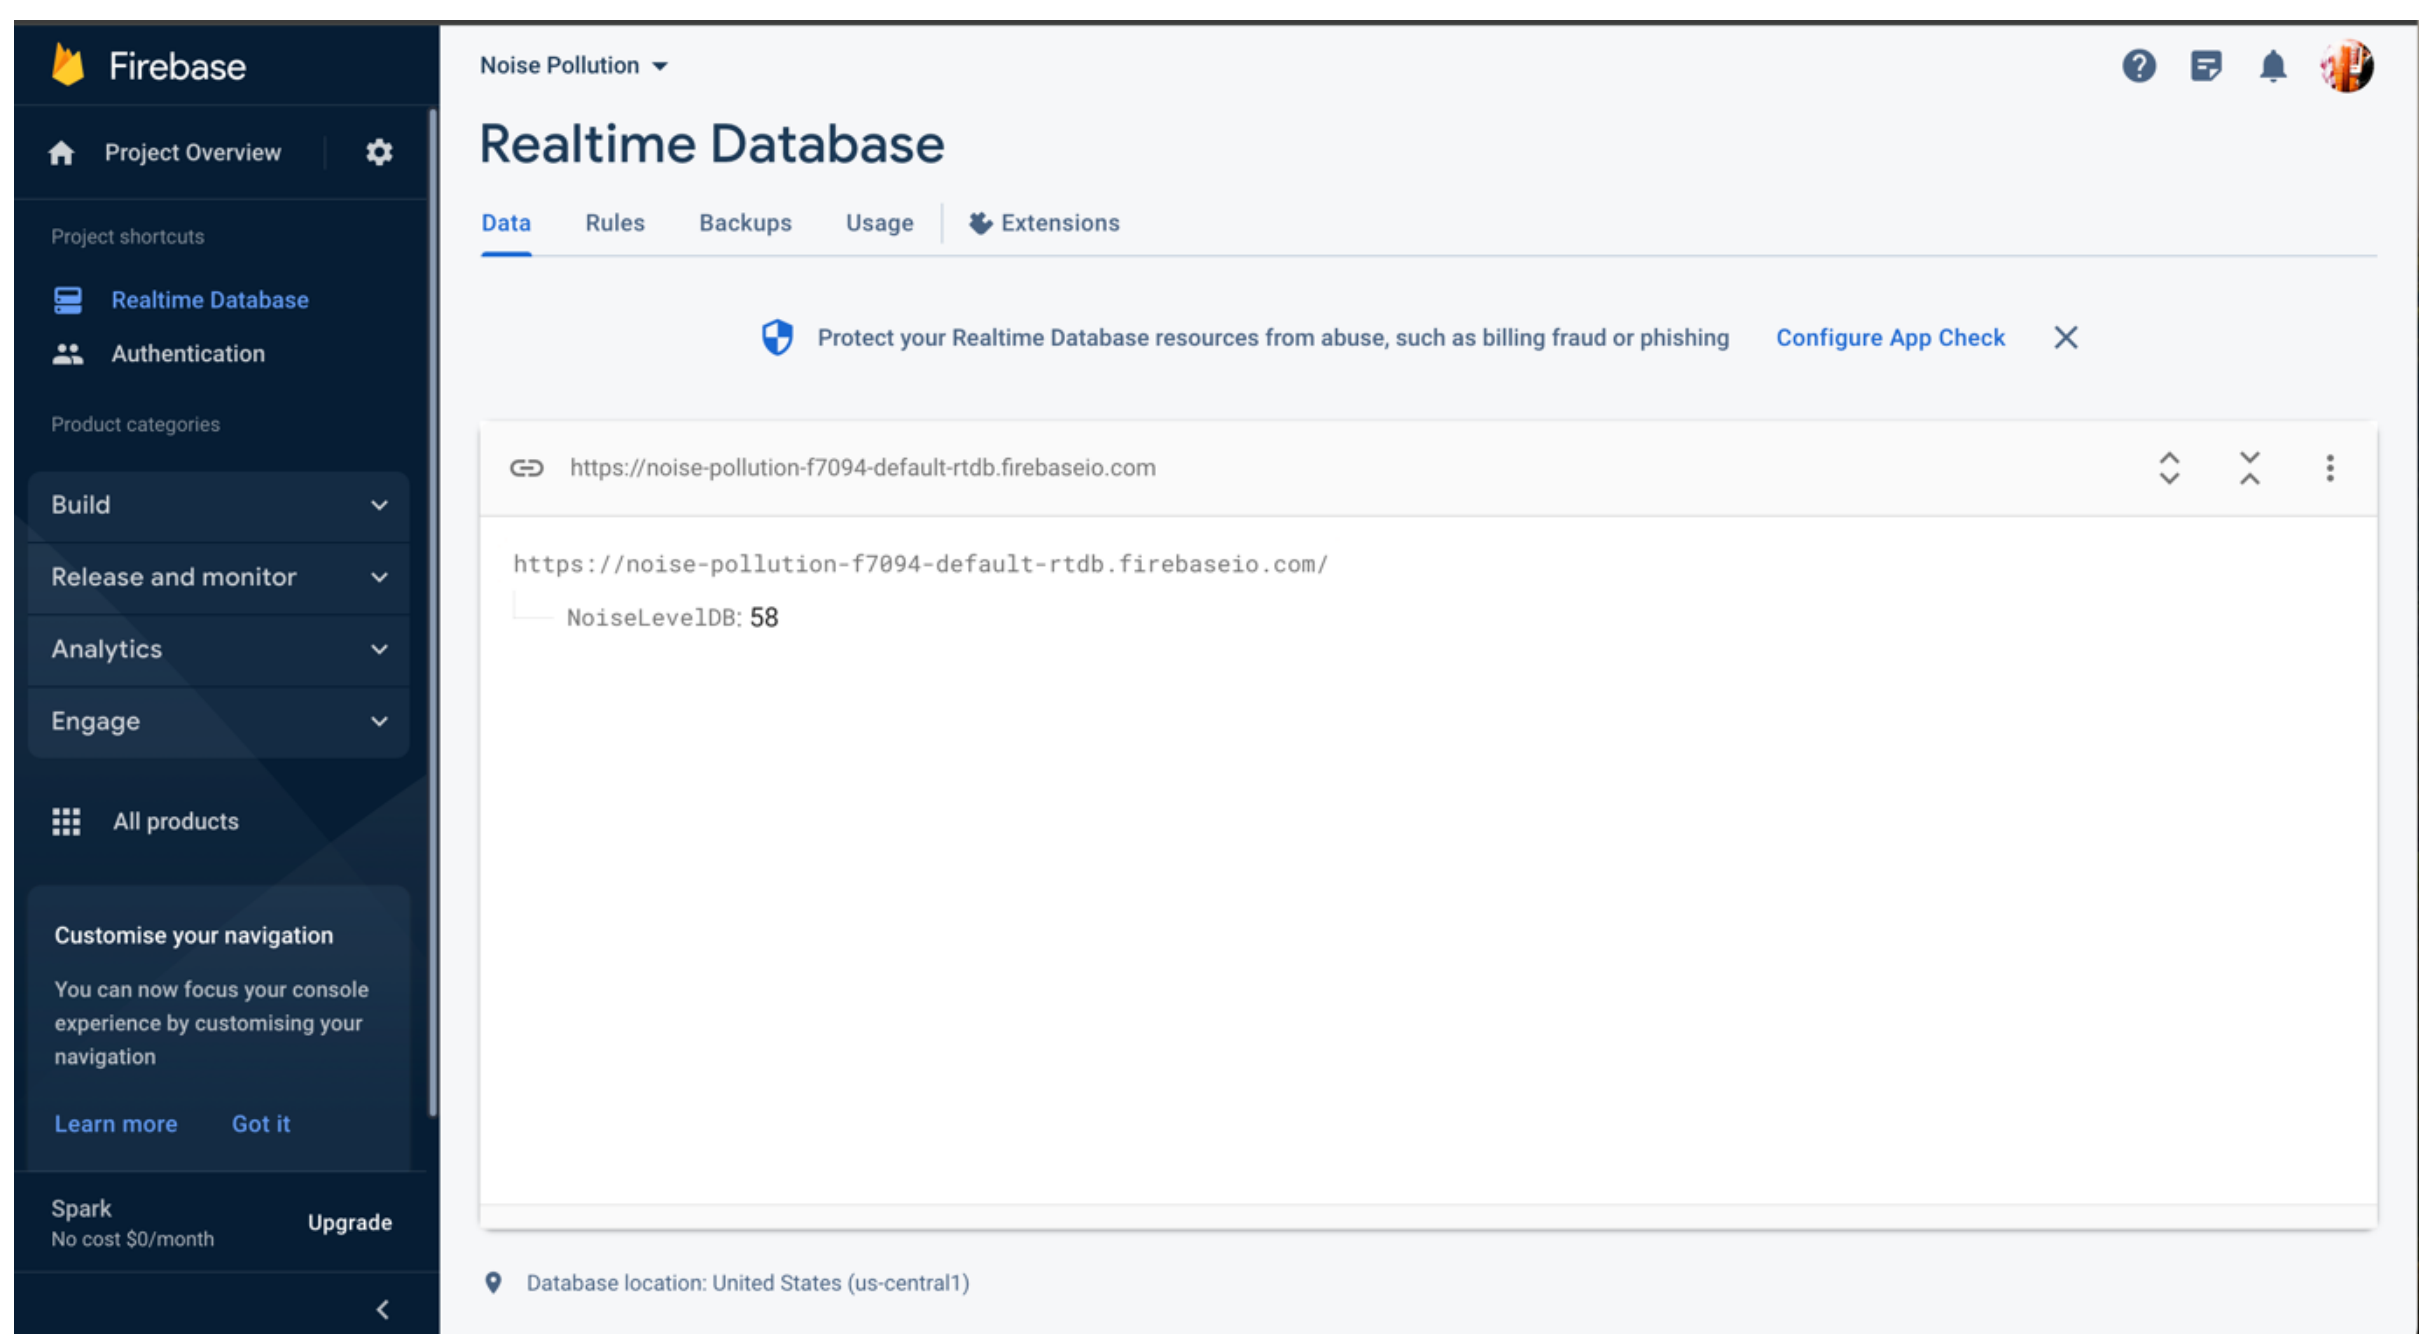 Firebase
Project Overview
Project shortcuts
Realtime Database
Authentication
Product categories
Build
Release and monitor
Analytics
Engage
All products
Customise your navigation
You can now focus your console
experience by customising your
navigation
Learn more Got it
Spark
No cost $0/month
Upgrade
Noise Pollution
Realtime Database
Data Rules Backups Usage Extensions
Protect your Realtime Database resources from abuse, such as billing fraud or phishing Configure App Check
https://noise-pollution-f7094-default-rtdb.firebaseio.com
https://noise-pollution-f7094-default-rtdb.firebaseio.com/
NoiseLevelDB: 58
Database location: United States (us-central1)